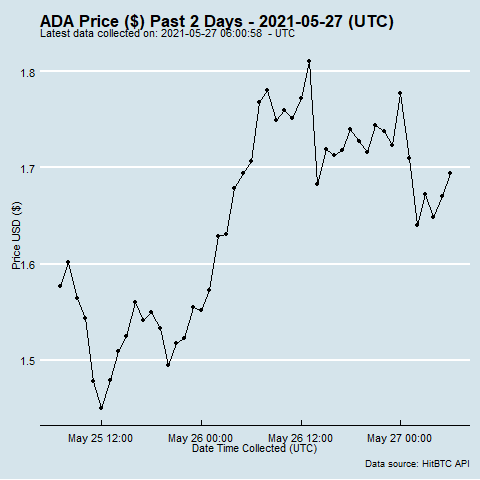 ADA Price ($) Past 2 Days - 2021-05-27 (UTC)
Latest data collected on: 2021-05-27 06:00:58 - UTC
1.8
1.7
1.6
1.5
Price USD ($)
May 25 12:00 May 26 00:00 May 26 12:00 May 27 00:00
Date Time Collected (UTC)
Data source: HitBTC API